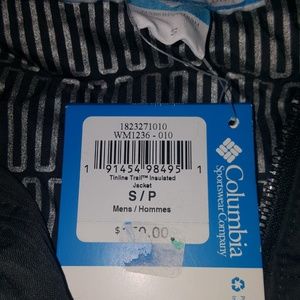 S
1823271010
WM1236 - 010
1 91454 98495 1
Tinline Trail™ Insulated
Jacket
S / P
Mens / Hommes
Columbia
Sportswear Company